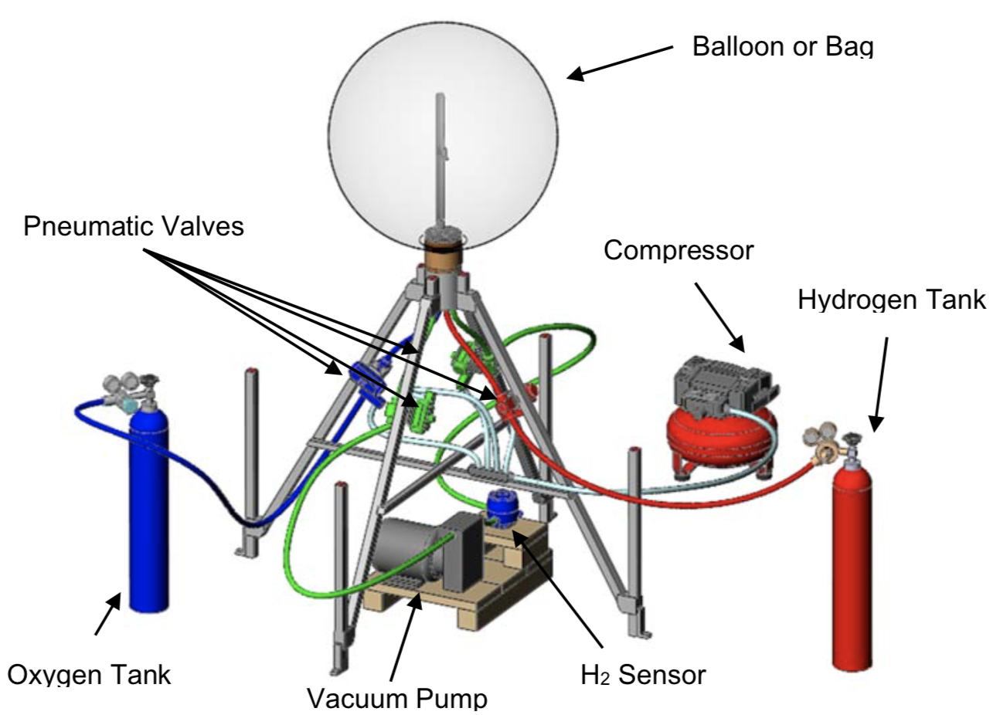 Balloon or Bag
Pneumatic Valves
Compressor
Hydrogen Tank
Oxygen Tank
Vacuum Pump
H2 Sensor